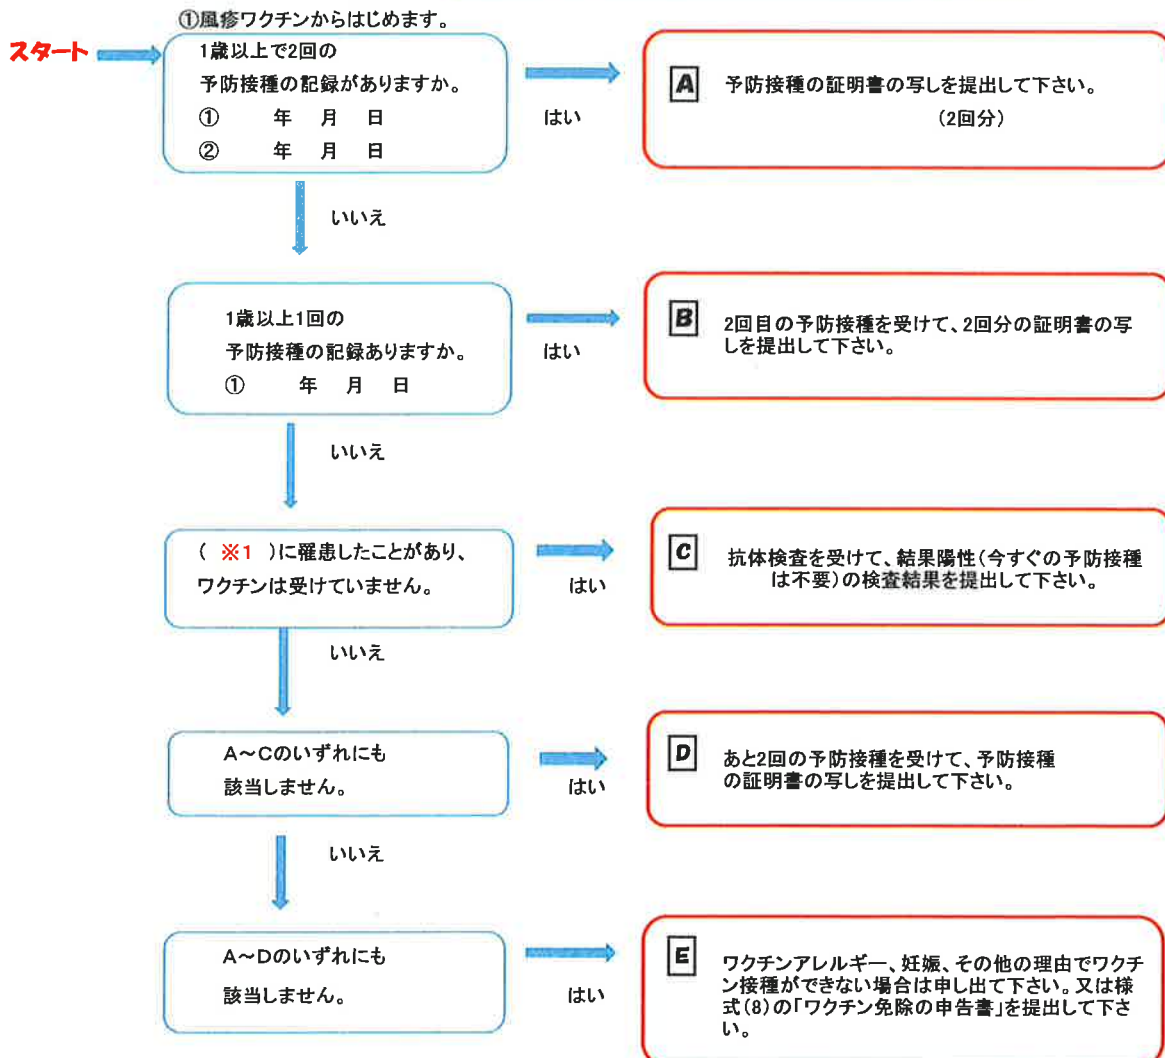 ①風疹ワクチンからはじめます。
スタート
1歳以上で2回の
予防接種の記録がありますか。
① 年 月 日
② 年 月 日
はい
A 予防接種の証明書の写しを提出して下さい。
(2回分)
いいえ
1歳以上1回の
予防接種の記録ありますか。
① 年 月 日
はい
B 2回目の予防接種を受けて、2回分の証明書の写
しを提出して下さい。
いいえ
( ※1 )に罹患したことがあり、
ワクチンは受けていません。
はい
C 抗体検査を受けて、結果陽性(今すぐの予防接種
は不要)の検査結果を提出して下さい。
いいえ
A～Cのいずれにも
該当しません。
はい
D あと2回の予防接種を受けて、予防接種
の証明書の写しを提出して下さい。
いいえ
A～Dのいずれにも
該当しません。
はい
E ワクチンアレルギー、妊娠、その他の理由でワクチ
ン接種ができない場合は申し出て下さい。又は様
式(8)の「ワクチン免除の申告書」を提出して下さ
い。